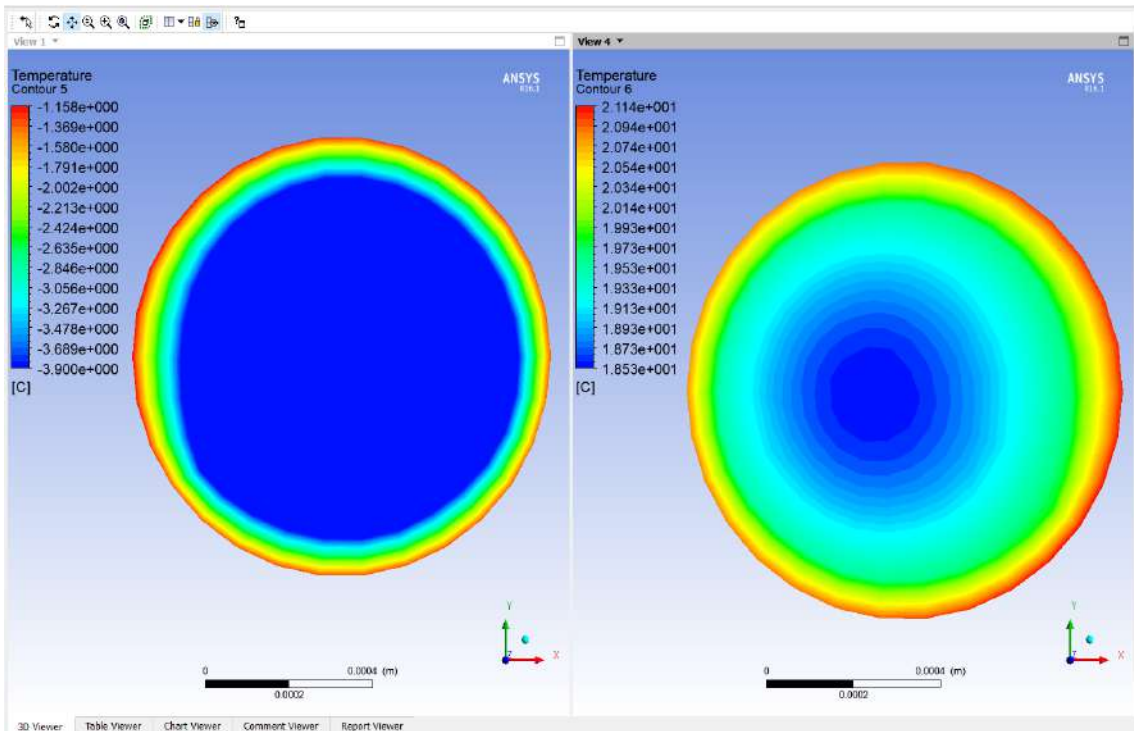 View 1
View 4
Temperature
Contour 5
-1.158e+000
-1.369e+000
-1.580e+000
-1.791e+000
-2.002e+000
-2.213e+000
-2.424e+000
-2.635e+000
-2.846e+000
-3.056e+000
-3.267e+000
-3.478e+000
-3.689e+000
-3.900e+000
[C]
ANSYS
R16.1
0
0.0004 (m)
0.0002
Y
X
Z
Temperature
Contour 6
2.114e+001
2.094e+001
2.074e+001
2.054e+001
2.034e+001
2.014e+001
1.993e+001
1.973e+001
1.953e+001
1.933e+001
1.913e+001
1.893e+001
1.873e+001
1.853e+001
[C]
ANSYS
R16.1
0
0.0004 (m)
0.0002
Y
X
Z
3D Viewer
Table Viewer
Chart Viewer
Comment Viewer
Report Viewer